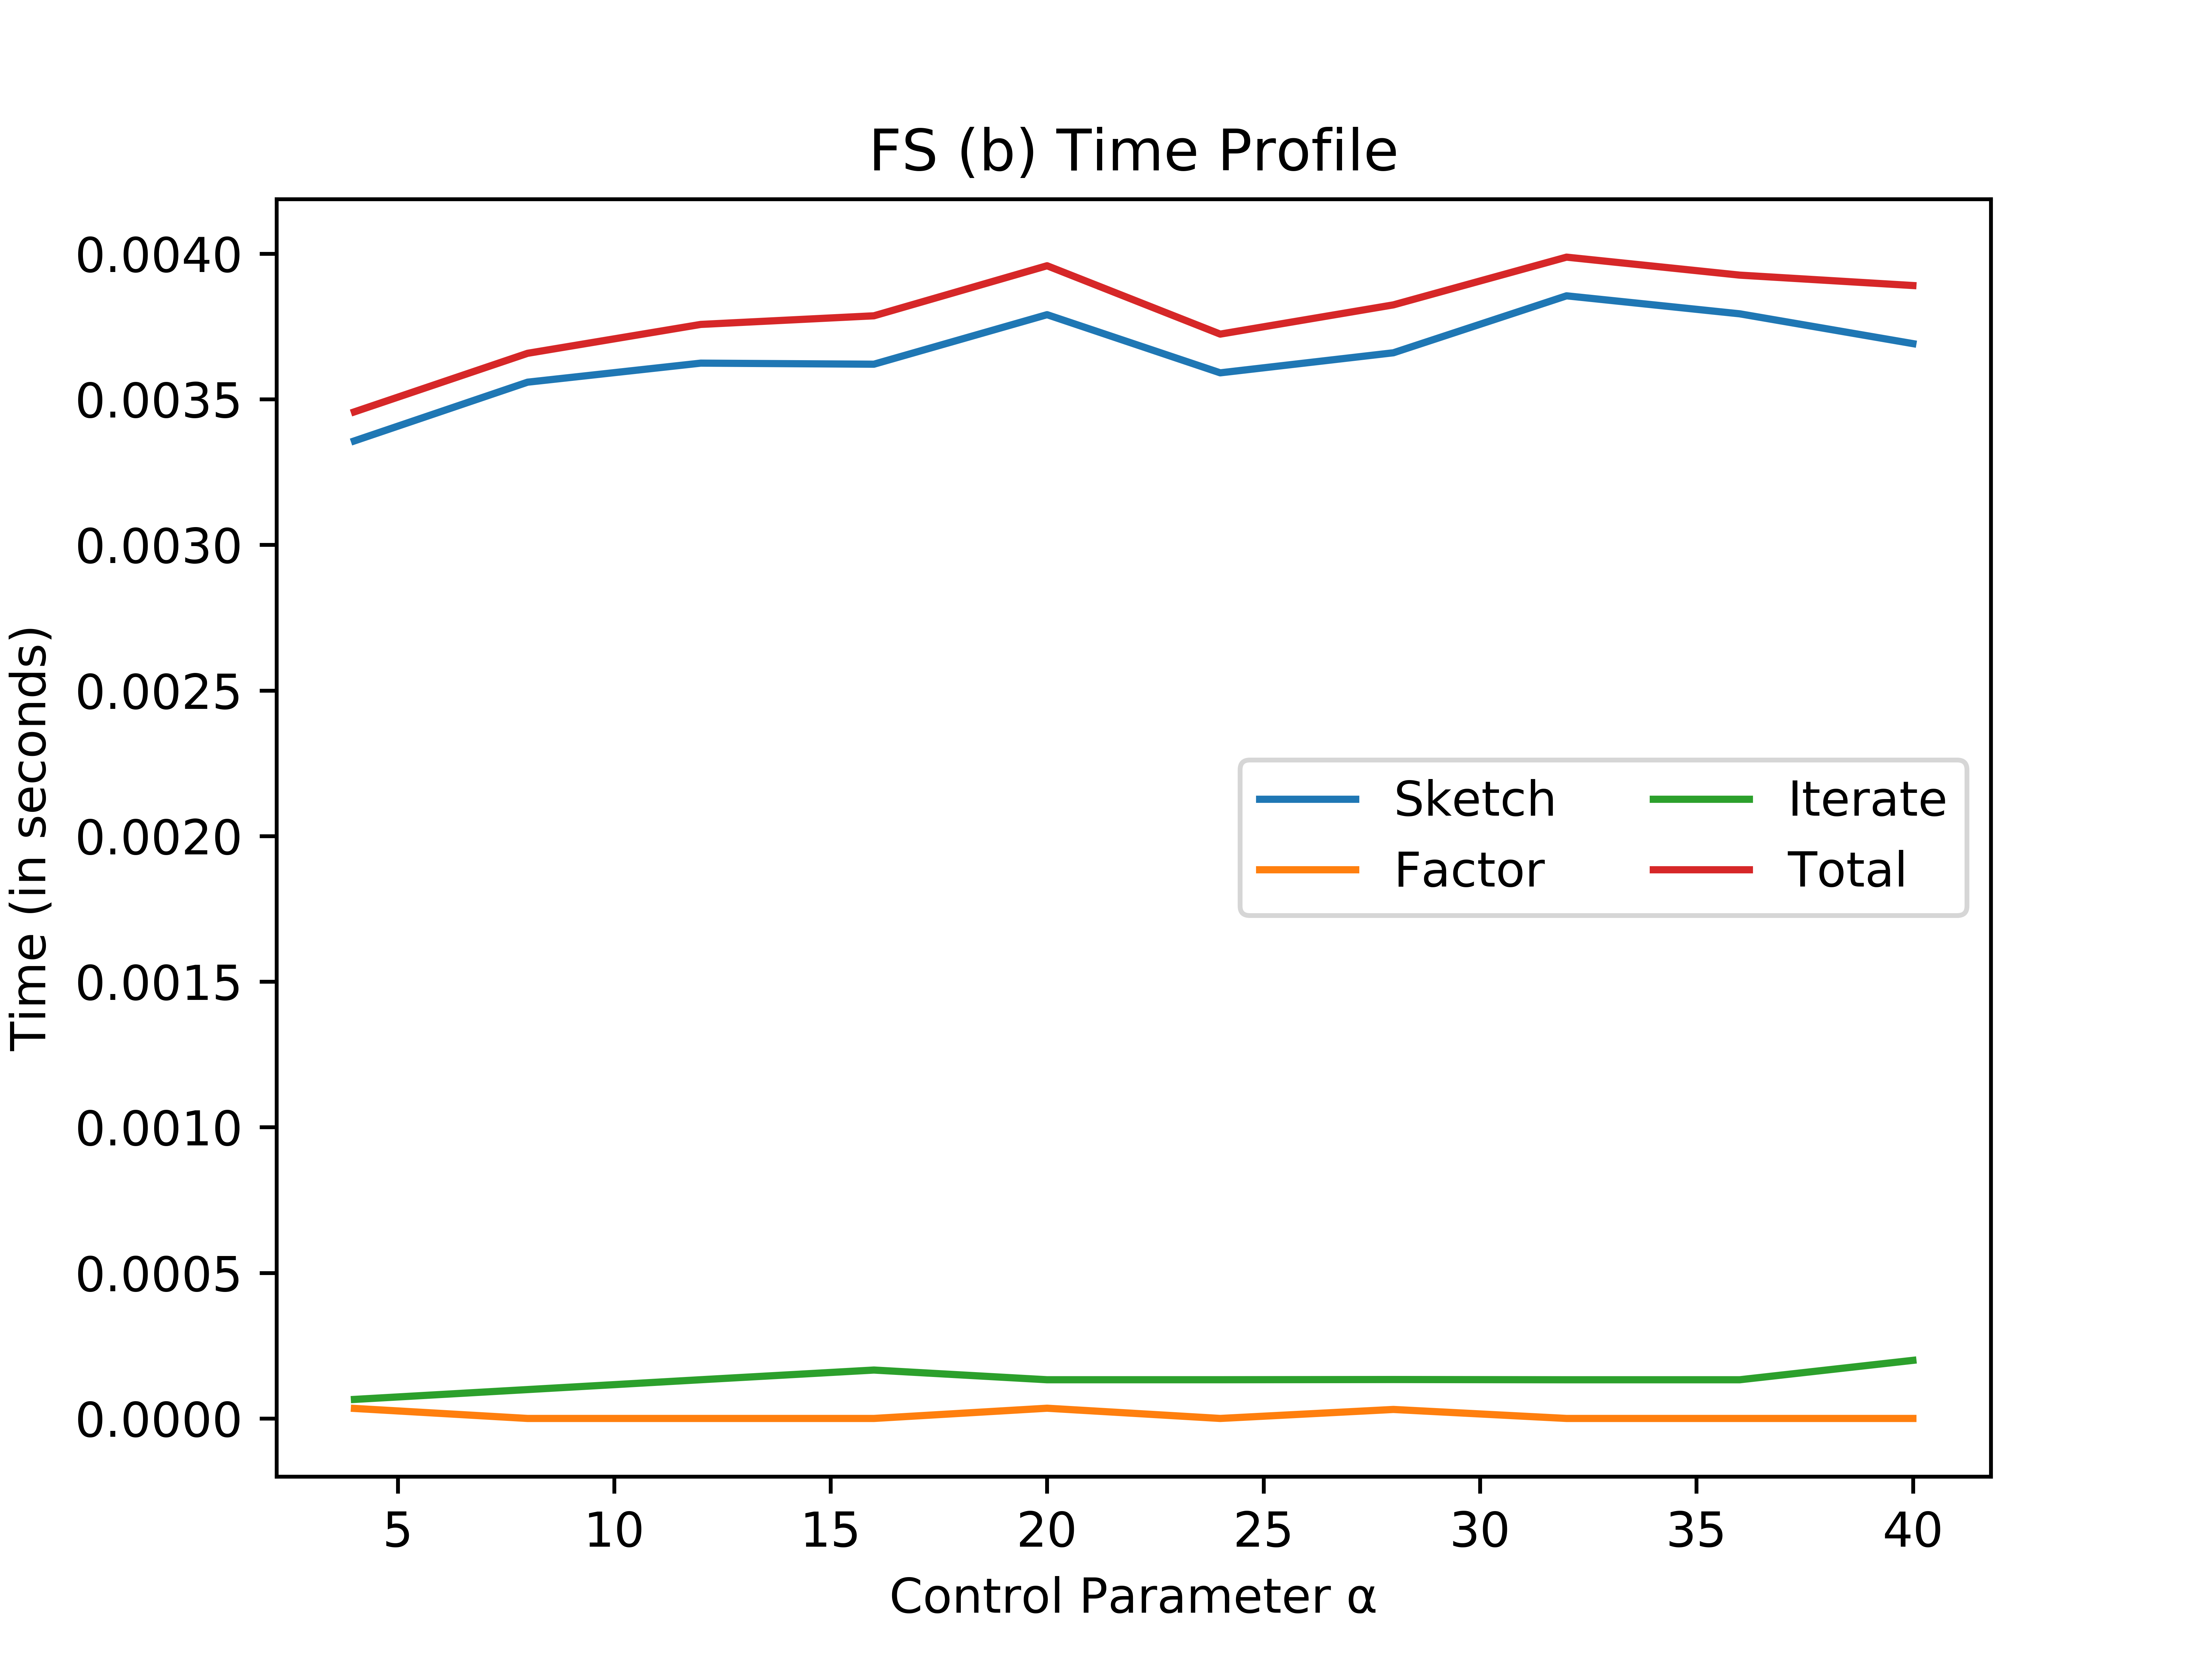 FS (b) Time Profile
0.0040
0.0035
0.0030
0.0025
0.0020
0.0015
0.0010
0.0005
0.0000
Time (in seconds)
Sketch
Factor
Iterate
Total
5 10 15 20 25 30 35 40
Control Parameter α